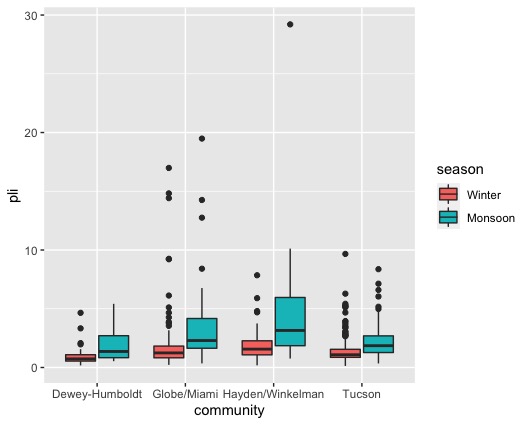 30
20
10
0
pli
Dewey-Humboldt Globe/Miami Hayden/Winkelman Tucson
community
season
Winter
Monsoon